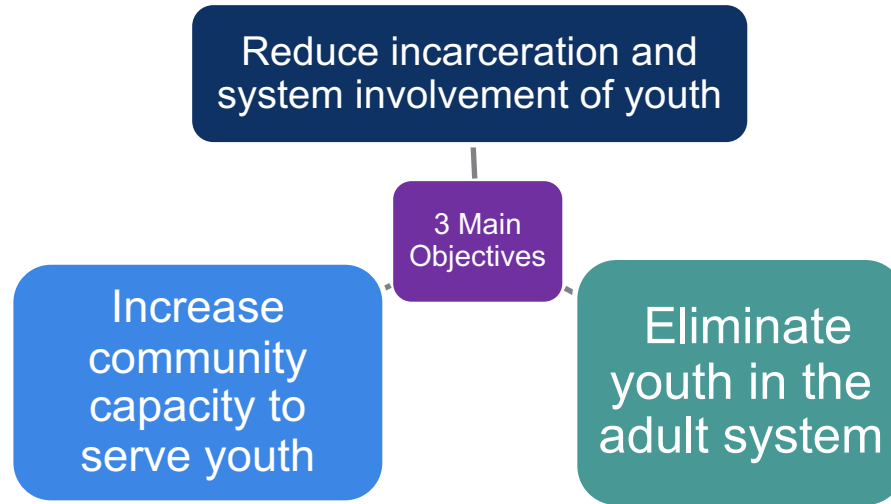 Reduce incarceration and
system involvement of youth
3 Main
Objectives
Increase
community
capacity to
serve youth
Eliminate
youth in the
adult system